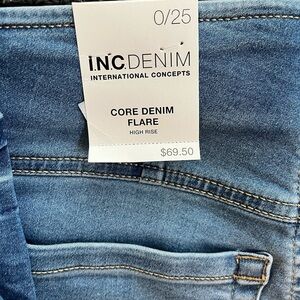 0/25
I.N.C DENIM
INTERNATIONAL CONCEPTS
CORE DENIM
FLARE
HIGH RISE
$69.50